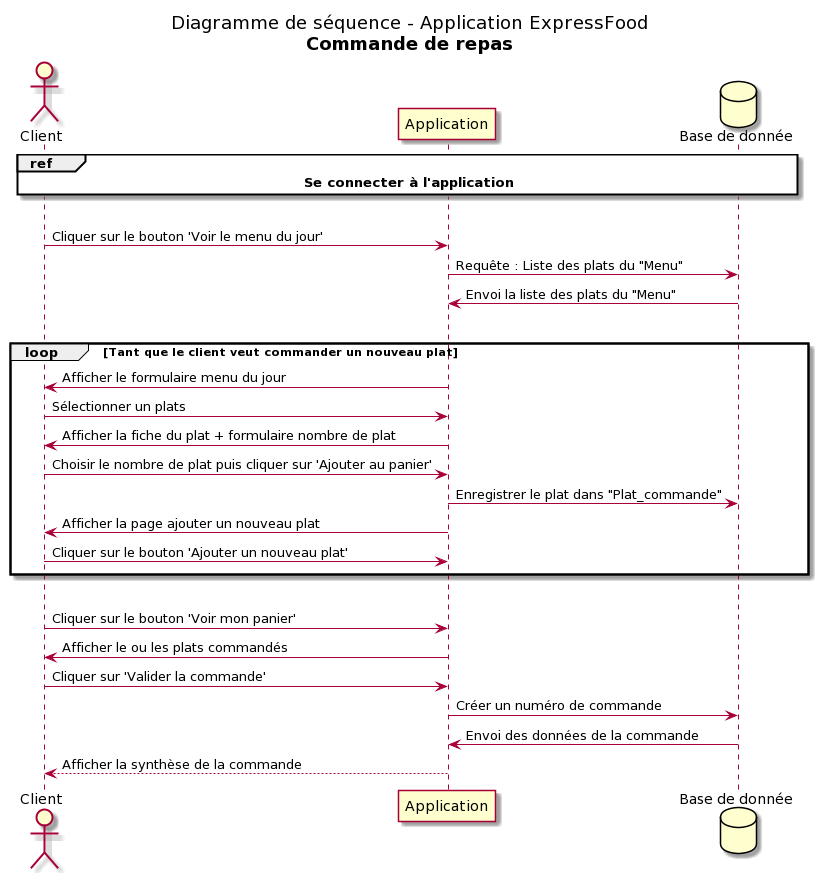 Diagramme de séquence - Application ExpressFood
Commande de repas
Client
Application
Base de donnée
ref
Se connecter à l'application
Cliquer sur le bouton 'Voir le menu du jour'
Requête : Liste des plats du "Menu"
Envoi la liste des plats du "Menu"
loop [Tant que le client veut commander un nouveau plat]
Afficher le formulaire menu du jour
Sélectionner un plats
Afficher la fiche du plat + formulaire nombre de plat
Choisir le nombre de plat puis cliquer sur 'Ajouter au panier'
Enregistrer le plat dans "Plat_commande"
Afficher la page ajouter un nouveau plat
Cliquer sur le bouton 'Ajouter un nouveau plat'
Cliquer sur le bouton 'Voir mon panier'
Afficher le ou les plats commandés
Cliquer sur 'Valider la commande'
Créer un numéro de commande
Envoi des données de la commande
Afficher la synthèse de la commande
Client
Application
Base de donnée